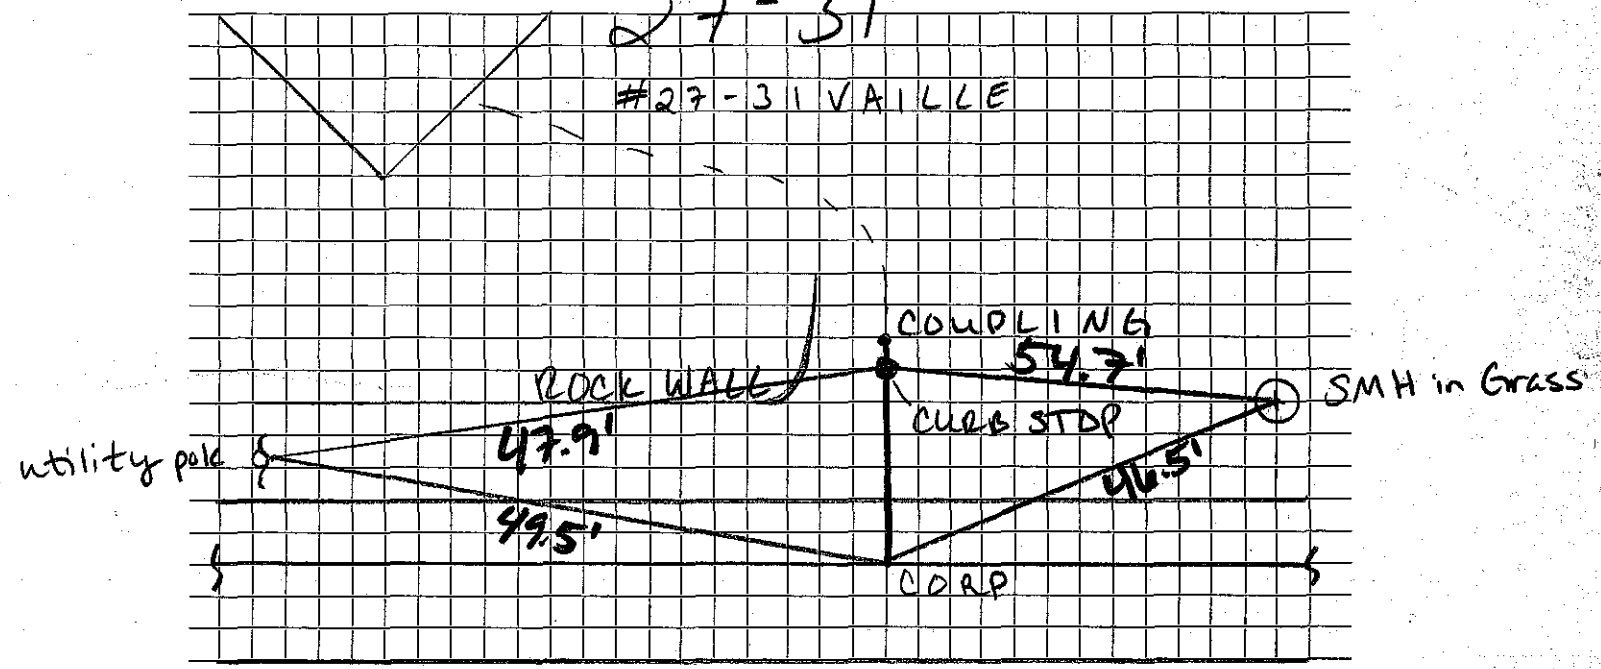 27-31
#27-31 VAILLE
COUPLING
54.7'
ROCK WALL
SMH in Grass
CURB STOP
47.9'
utility pole
46.5'
49.5'
CORP